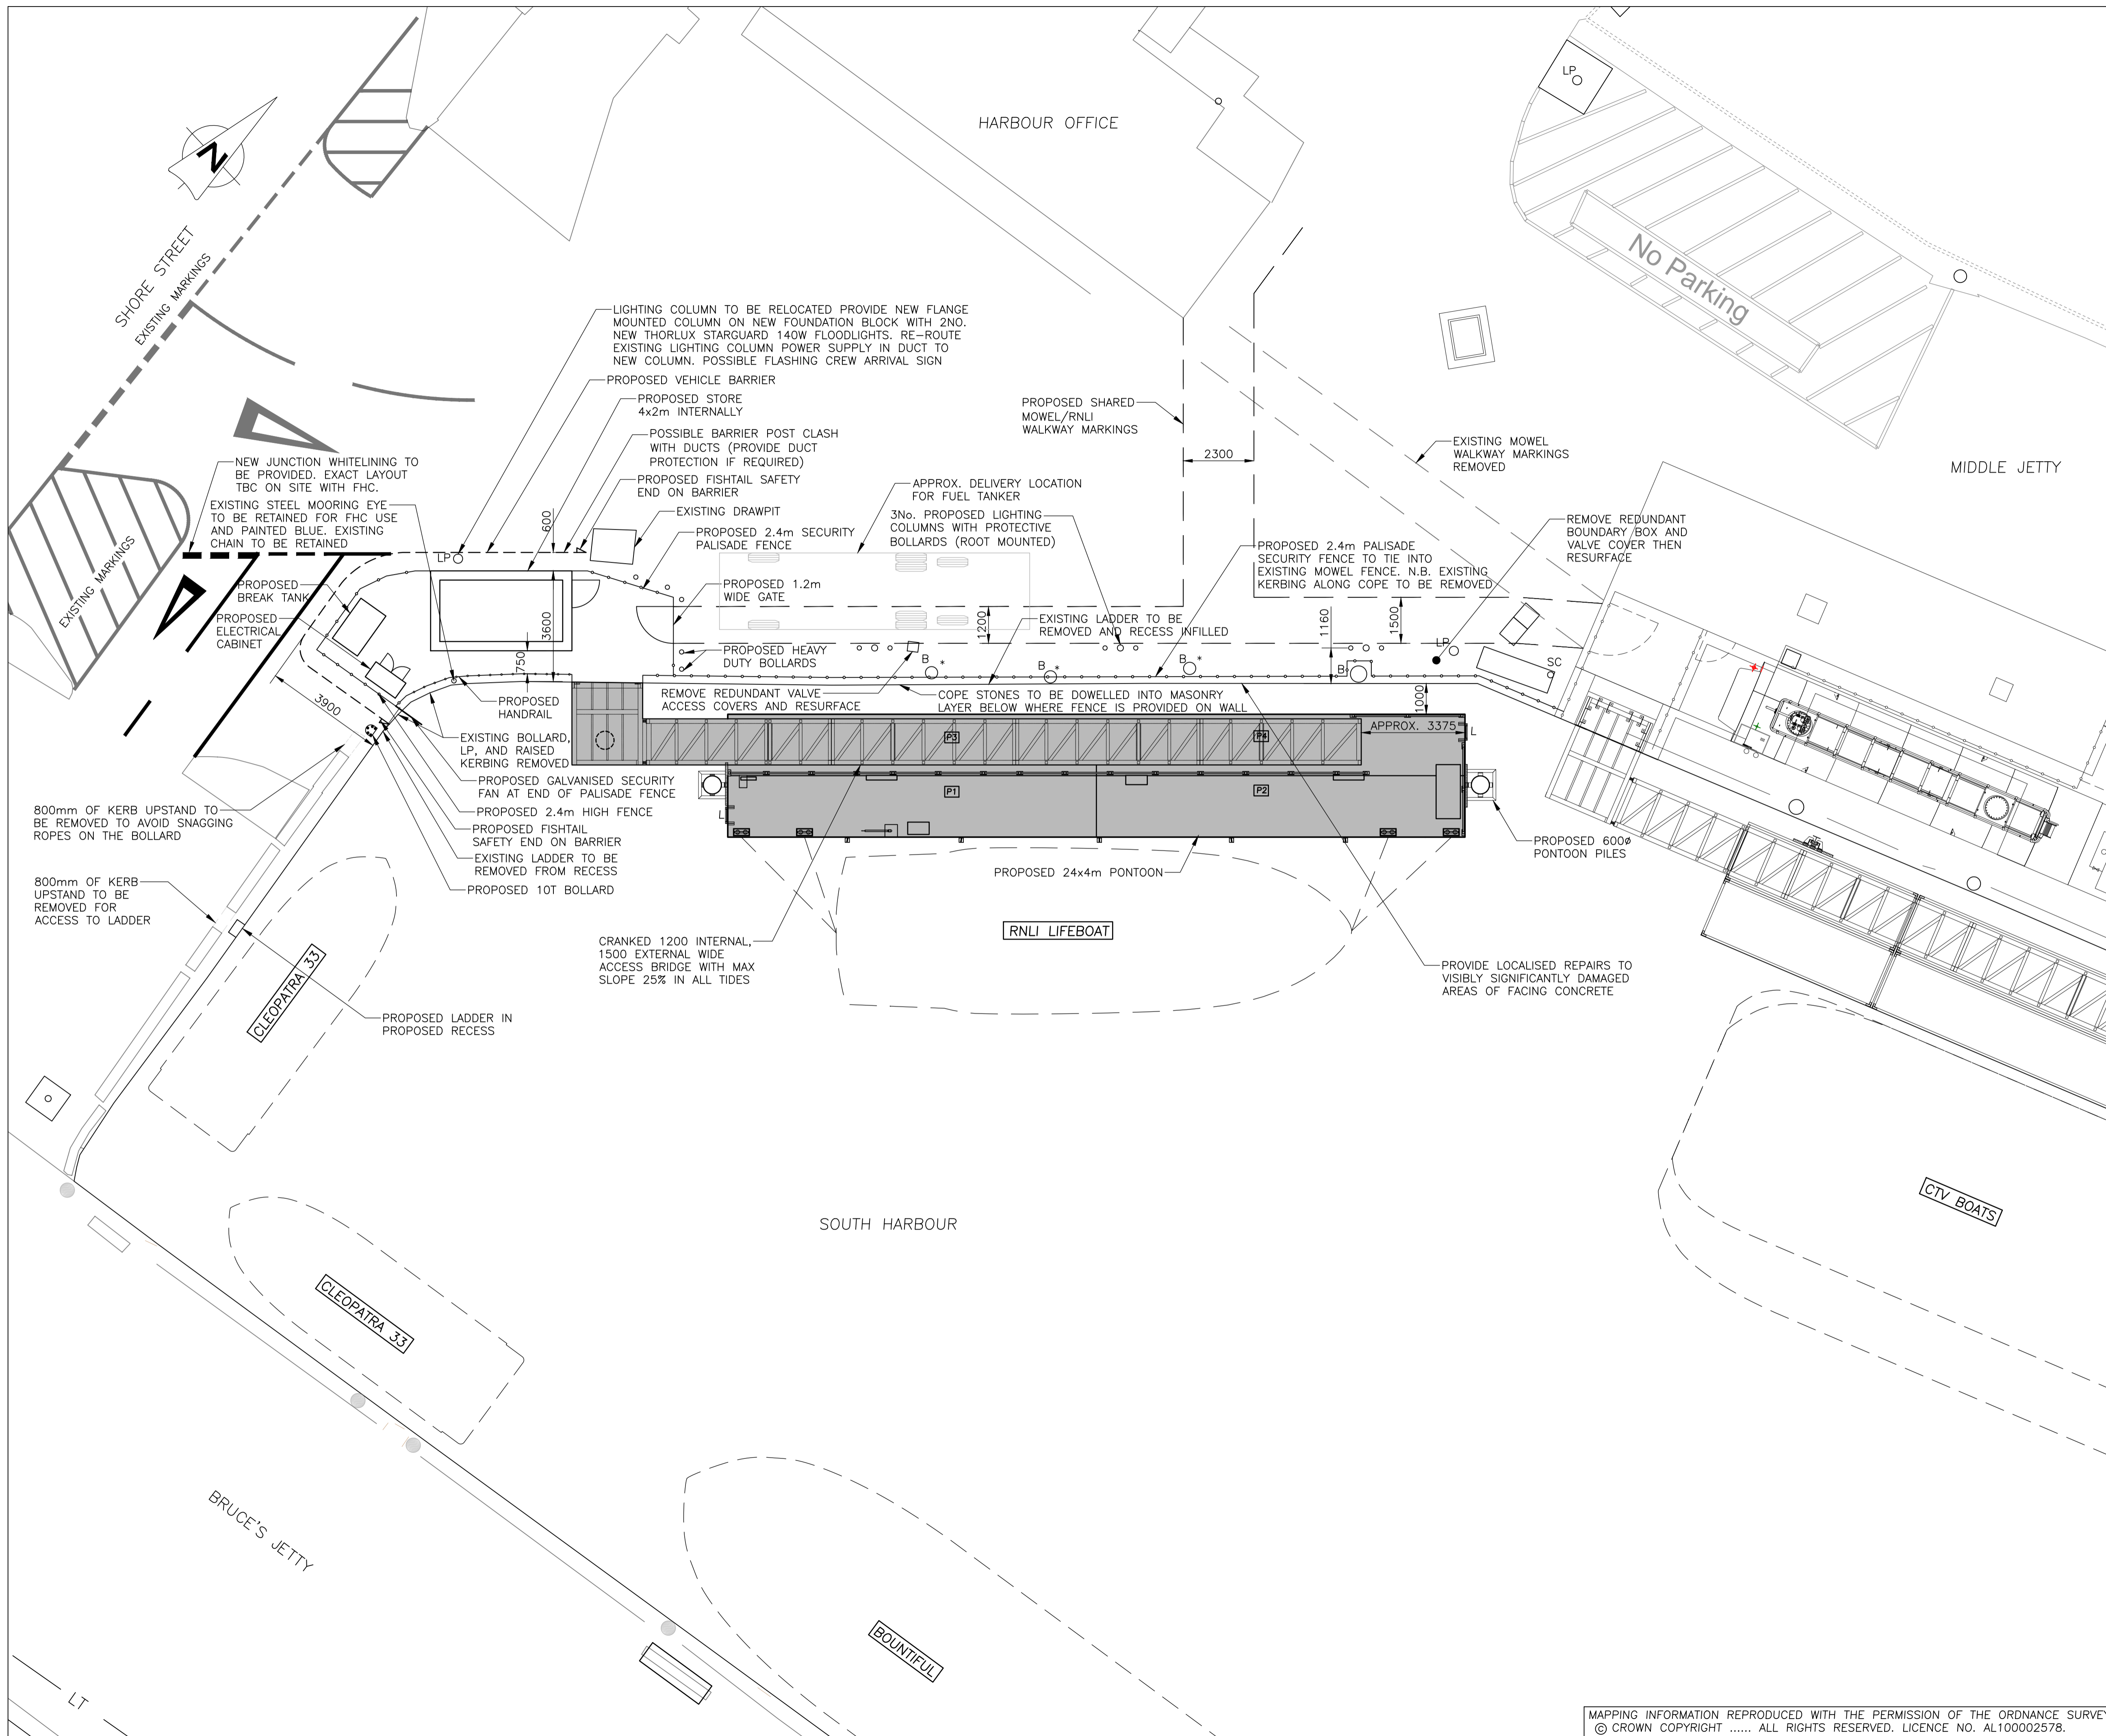 HARBOUR OFFICE
LP
N
SHORE STREET
EXISTING MARKINGS
No Parking
LIGHTING COLUMN TO BE RELOCATED PROVIDE NEW FLANGE
MOUNTED COLUMN ON NEW FOUNDATION BLOCK WITH 2NO.
NEW THORLUX STARGUARD 140W FLOODLIGHTS. RE-ROUTE
EXISTING LIGHTING COLUMN POWER SUPPLY IN DUCT TO
NEW COLUMN. POSSIBLE FLASHING CREW ARRIVAL SIGN
PROPOSED VEHICLE BARRIER
PROPOSED STORE
4x2m INTERNALLY
POSSIBLE BARRIER POST CLASH
WITH DUCTS (PROVIDE DUCT
PROTECTION IF REQUIRED)
PROPOSED FISHTAIL SAFETY
END ON BARRIER
EXISTING DRAWPIT
PROPOSED 2.4m SECURITY
PALISADE FENCE
PROPOSED 1.2m
WIDE GATE
PROPOSED SHARED
MOWEL/RNLI
WALKWAY MARKINGS
2300
EXISTING MOWEL
WALKWAY MARKINGS
REMOVED
MIDDLE JETTY
NEW JUNCTION WHITELINING TO
BE PROVIDED. EXACT LAYOUT
TBC ON SITE WITH FHC.
EXISTING STEEL MOORING EYE
TO BE RETAINED FOR FHC USE
AND PAINTED BLUE. EXISTING
CHAIN TO BE RETAINED
EXISTING MARKINGS
APPROX. DELIVERY LOCATION
FOR FUEL TANKER
3No. PROPOSED LIGHTING
COLUMNS WITH PROTECTIVE
BOLLARDS (ROOT MOUNTED)
PROPOSED 2.4m PALISADE
SECURITY FENCE TO TIE INTO
EXISTING MOWEL FENCE. N.B. EXISTING
KERBING ALONG COPE TO BE REMOVED
REMOVE REDUNDANT
BOUNDARY BOX AND
VALVE COVER THEN
RESURFACE
LP
600
3600
750
1200
1160
1500
PROPOSED
BREAK TANK
PROPOSED
ELECTRICAL
CABINET
3900
EXISTING LADDER TO BE
REMOVED AND RECESS INFILLED
PROPOSED HEAVY
DUTY BOLLARDS
B *
B *
B *
B
LP
SC
REMOVE REDUNDANT VALVE
ACCESS COVERS AND RESURFACE
COPE STONES TO BE DOWELLED INTO MASONRY
LAYER BELOW WHERE FENCE IS PROVIDED ON WALL
1000
PROPOSED
HANDRAIL
EXISTING BOLLARD,
LP, AND RAISED
KERBING REMOVED
P3
P4
APPROX. 3375
L
P1
P2
L
PROPOSED GALVANISED SECURITY
FAN AT END OF PALISADE FENCE
PROPOSED 2.4m HIGH FENCE
PROPOSED FISHTAIL
SAFETY END ON BARRIER
EXISTING LADDER TO BE
REMOVED FROM RECESS
PROPOSED 10T BOLLARD
800mm OF KERB UPSTAND TO
BE REMOVED TO AVOID SNAGGING
ROPES ON THE BOLLARD
800mm OF KERB
UPSTAND TO BE
REMOVED FOR
ACCESS TO LADDER
PROPOSED 600ø
PONTOON PILES
PROPOSED 24x4m PONTOON
RNLI LIFEBOAT
CRANKED 1200 INTERNAL,
1500 EXTERNAL WIDE
ACCESS BRIDGE WITH MAX
SLOPE 25% IN ALL TIDES
PROVIDE LOCALISED REPAIRS TO
VISIBLY SIGNIFICANTLY DAMAGED
AREAS OF FACING CONCRETE
CLEOPATRA 33
PROPOSED LADDER IN
PROPOSED RECESS
SOUTH HARBOUR
CTV BOATS
CLEOPATRA 33
BRUCE'S JETTY
BOUNTIFUL
LT
MAPPING INFORMATION REPRODUCED WITH THE PERMISSION OF THE ORDNANCE SURVEY
© CROWN COPYRIGHT ...... ALL RIGHTS RESERVED. LICENCE NO. AL100002578.